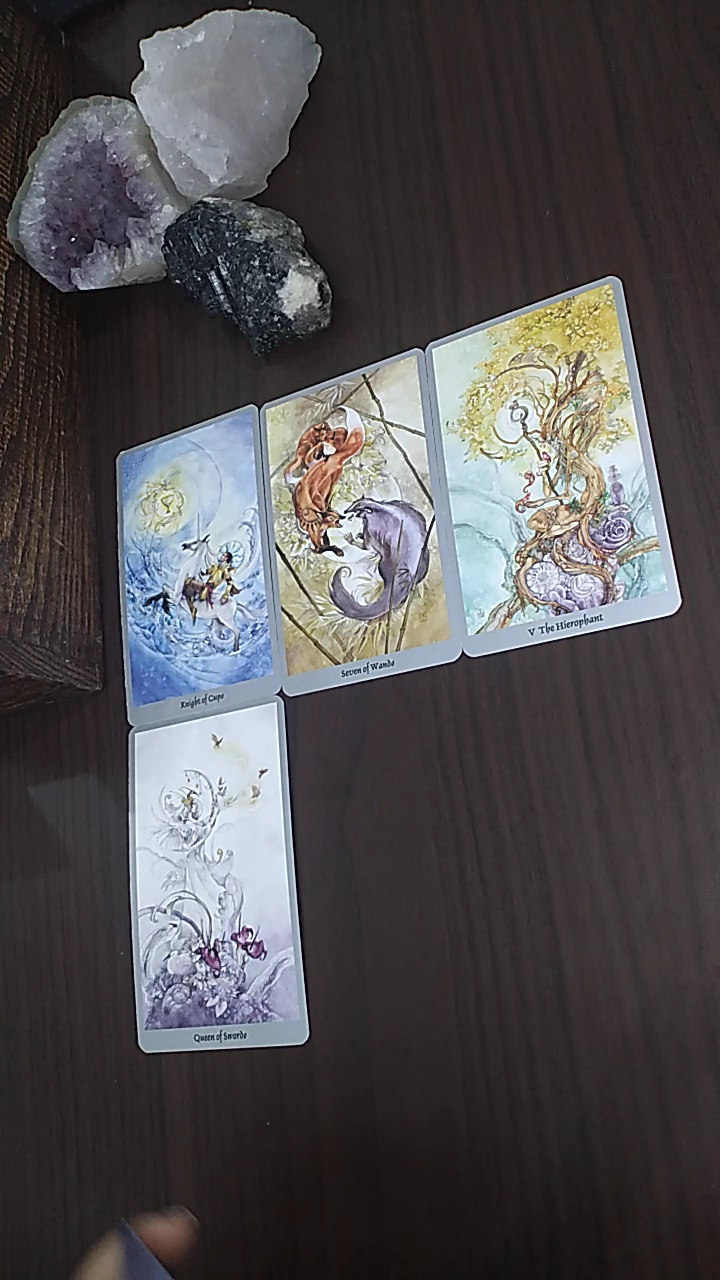 Knight of Cups
Seven of Wands
V The Hierophant
Queen of Swords